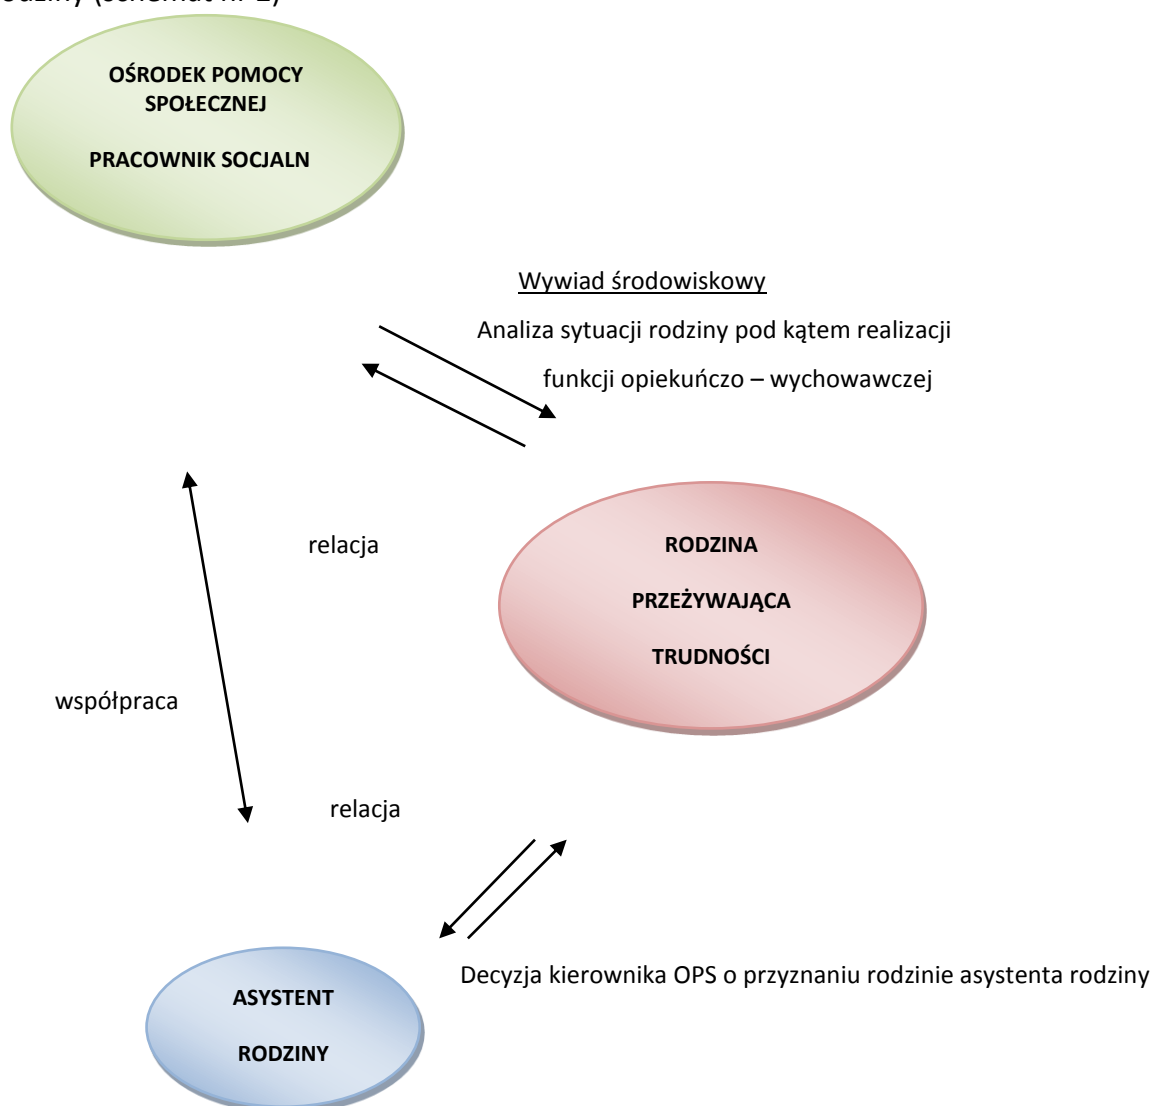 OŚRODEK POMOCY
SPOŁECZNEJ
PRACOWNIK SOCJALN
Wywiad środowiskowy
Analiza sytuacji rodziny pod kątem realizacji
funkcji opiekuńczo – wychowawczej
relacja
RODZINA
PRZEŻYWAJĄCA
TRUDNOŚCI
współpraca
relacja
Decyzja kierownika OPS o przyznaniu rodzinie asystenta rodziny
ASYSTENT
RODZINY